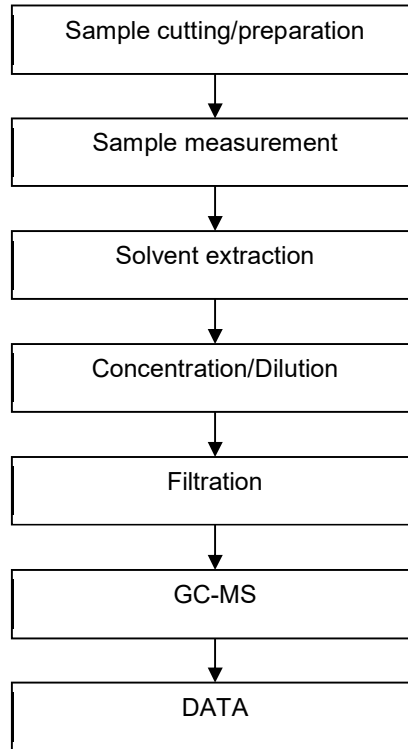 Sample cutting/preparation
Sample measurement
Solvent extraction
Concentration/Dilution
Filtration
GC-MS
DATA